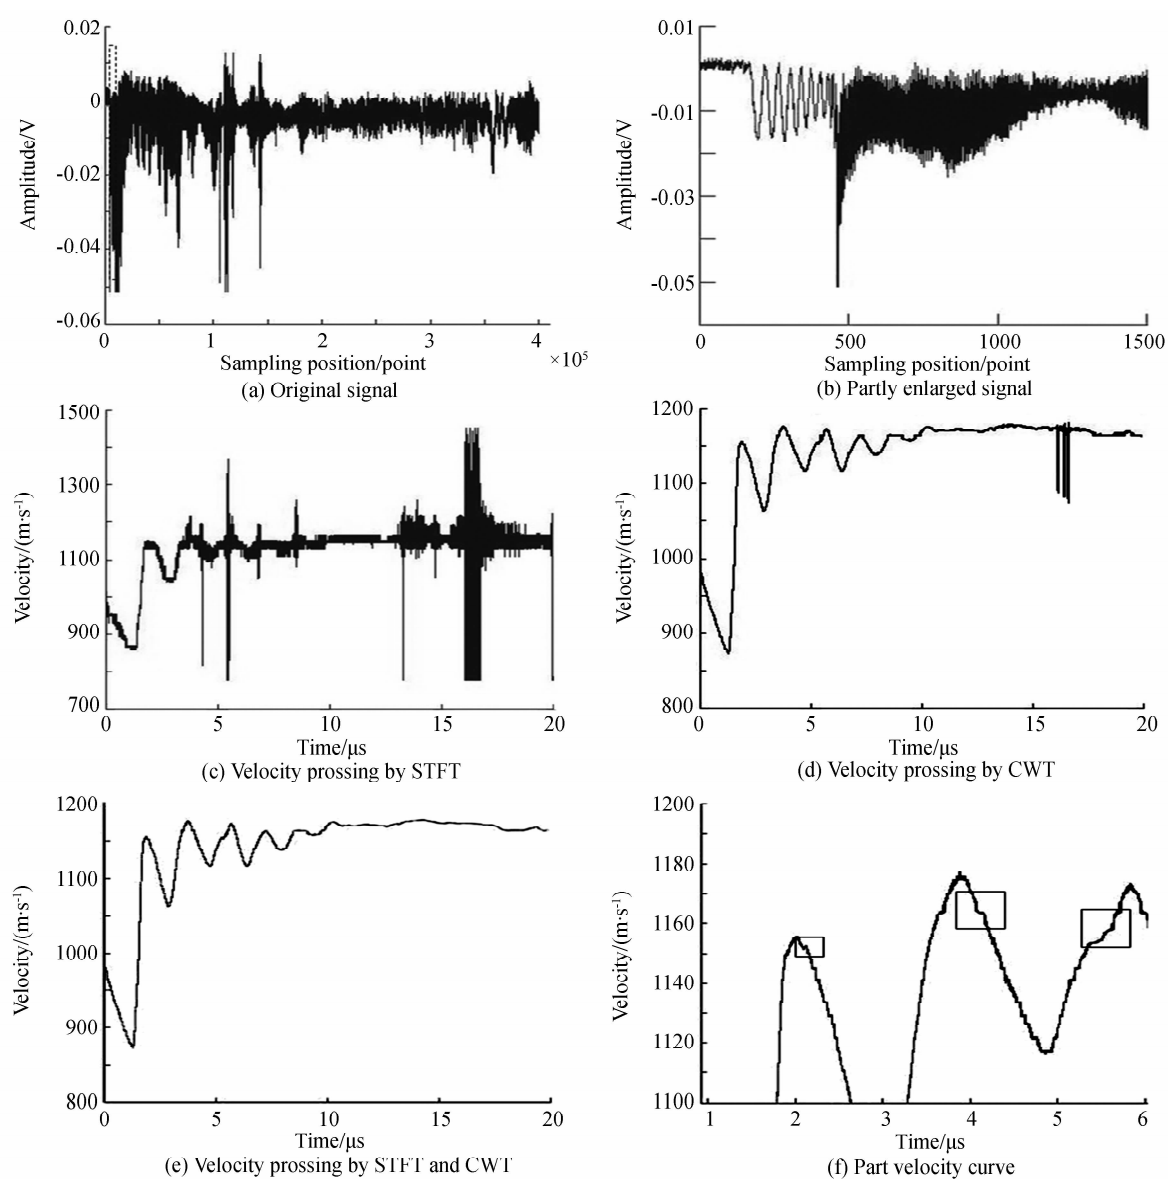 0.02
0
-0.02
-0.04
-0.06
Amplitude/V
0 1 2 3 4
×10⁵
Sampling position/point
(a) Original signal
0.01
-0.01
-0.03
-0.05
Amplitude/V
0 500 1000 1500
Sampling position/point
(b) Partly enlarged signal
1500
1300
1100
900
700
Velocity/(m·s⁻¹)
0 5 10 15 20
Time/μs
(c) Velocity prossing by STFT
1200
1100
1000
900
800
Velocity/(m·s⁻¹)
0 5 10 15 20
Time/μs
(d) Velocity prossing by CWT
1200
1100
1000
900
800
Velocity/(m·s⁻¹)
0 5 10 15 20
Time/μs
(e) Velocity prossing by STFT and CWT
1200
1180
1160
1140
1120
1100
Velocity/(m·s⁻¹)
1 2 3 4 5 6
Time/μs
(f) Part velocity curve